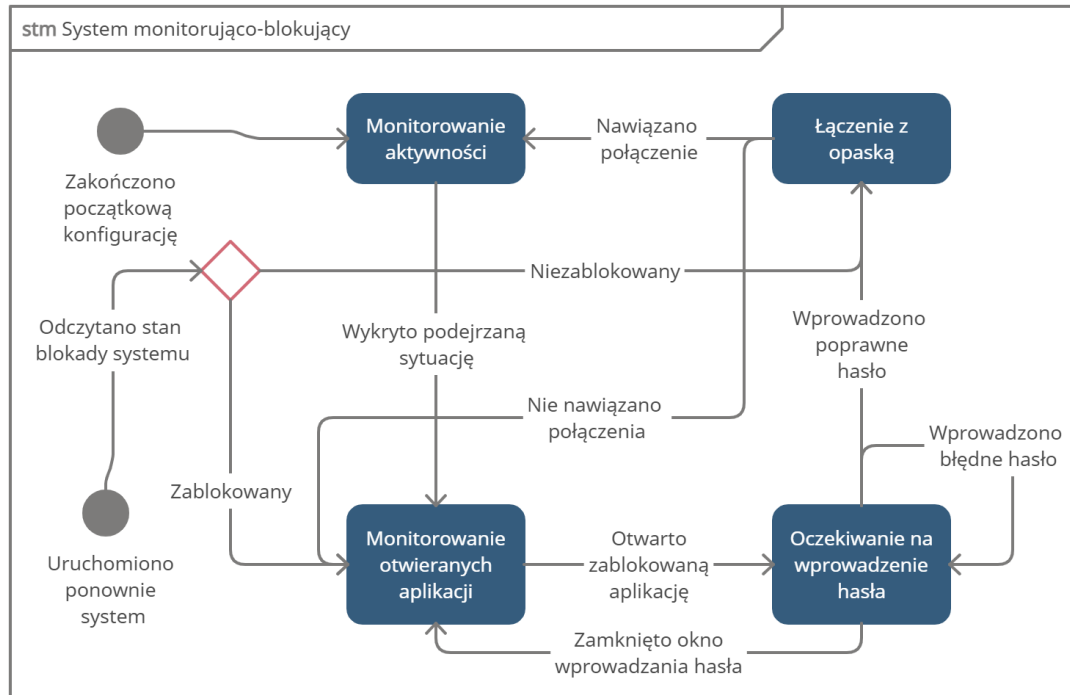 stm System monitorująco-blokujący
Monitorowanie
aktywności
Nawiązano
połączenie
Łączenie z
opaską
Zakończono
początkową
konfigurację
Niezablokowany
Odczytano stan
blokady systemu
Wykryto podejrzaną
sytuację
Wprowadzono
poprawne
hasło
Nie nawiązano
połączenia
Wprowadzono
błędne hasło
Zablokowany
Uruchomiono
ponownie
system
Monitorowanie
otwieranych
aplikacji
Otwarto
zablokowaną
aplikację
Oczekiwanie na
wprowadzenie
hasła
Zamknięto okno
wprowadzania hasła